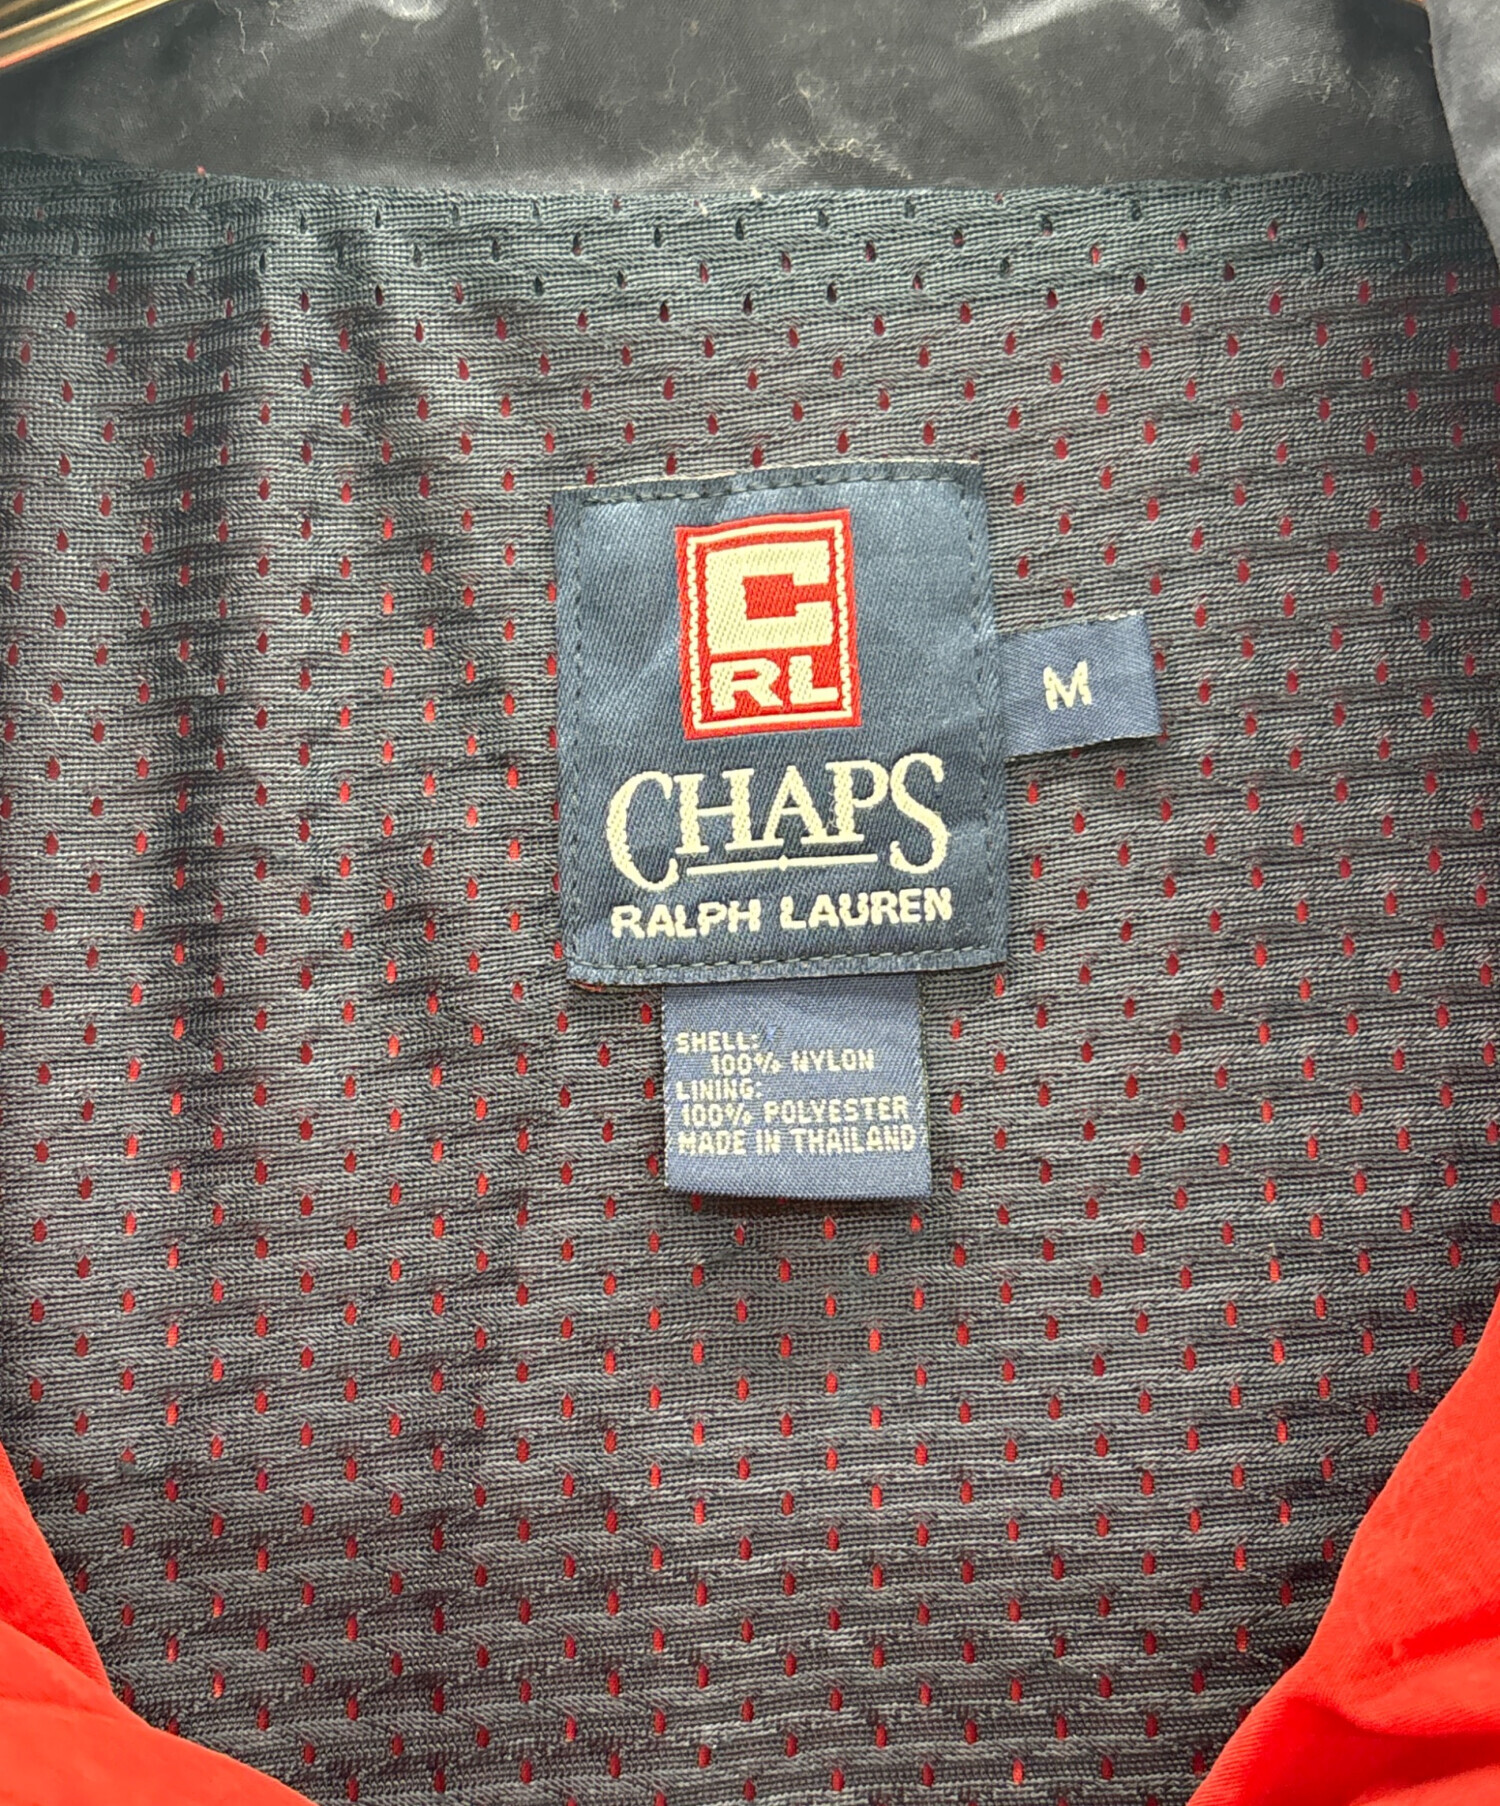 C
RL
CHAPS
RALPH LAUREN
M
SHELL:
100% NYLON
LINING:
100% POLYESTER
MADE IN THAILAND